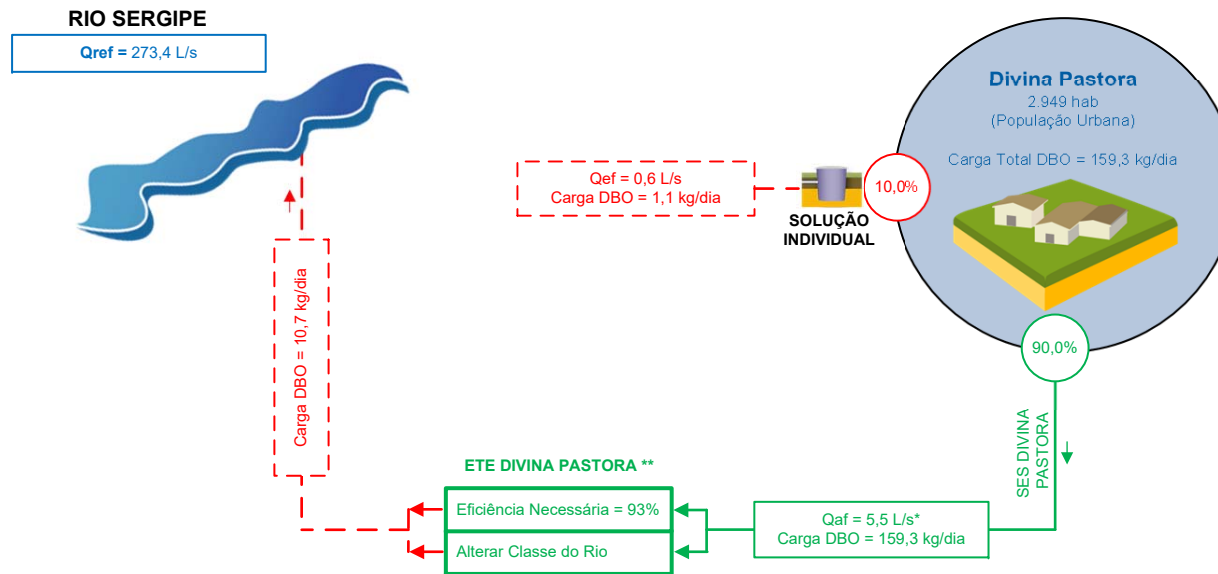 RIO SERGIPE
Qref = 273,4 L/s
Divina Pastora
2.949 hab
(População Urbana)
Carga Total DBO = 159,3 kg/dia
Qef = 0,6 L/s
Carga DBO = 1,1 kg/dia
SOLUÇÃO
INDIVIDUAL
10,0%
90,0%
SES DIVINA
PASTORA
Carga DBO = 10,7 kg/dia
ETE DIVINA PASTORA **
Eficiência Necessária = 93%
Alterar Classe do Rio
Qaf = 5,5 L/s*
Carga DBO = 159,3 kg/dia